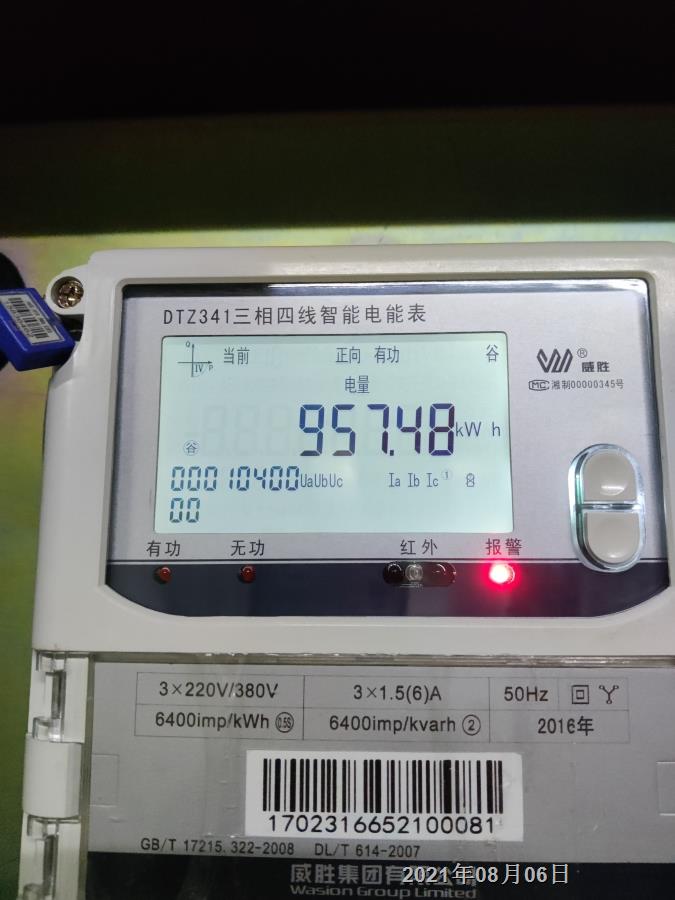 DTZ341三相四线智能电能表
当前 正向 有功 谷
Q
IV P
电量
957.48 kW h
谷
威胜®
MC 湘制00000345号
00010400 UaUbUc Ia Ib Ic ① 8
00
有功 无功 红外 报警
3×220V/380V 3×1.5(6)A 50Hz
6400imp/kWh 0.5S 6400imp/kvarh ② 2016年
1702316652100081
GB/T 17215.322-2008 DL/T 614-2007
威胜集团有限公司
Wasion Group Limited
2021年08月06日